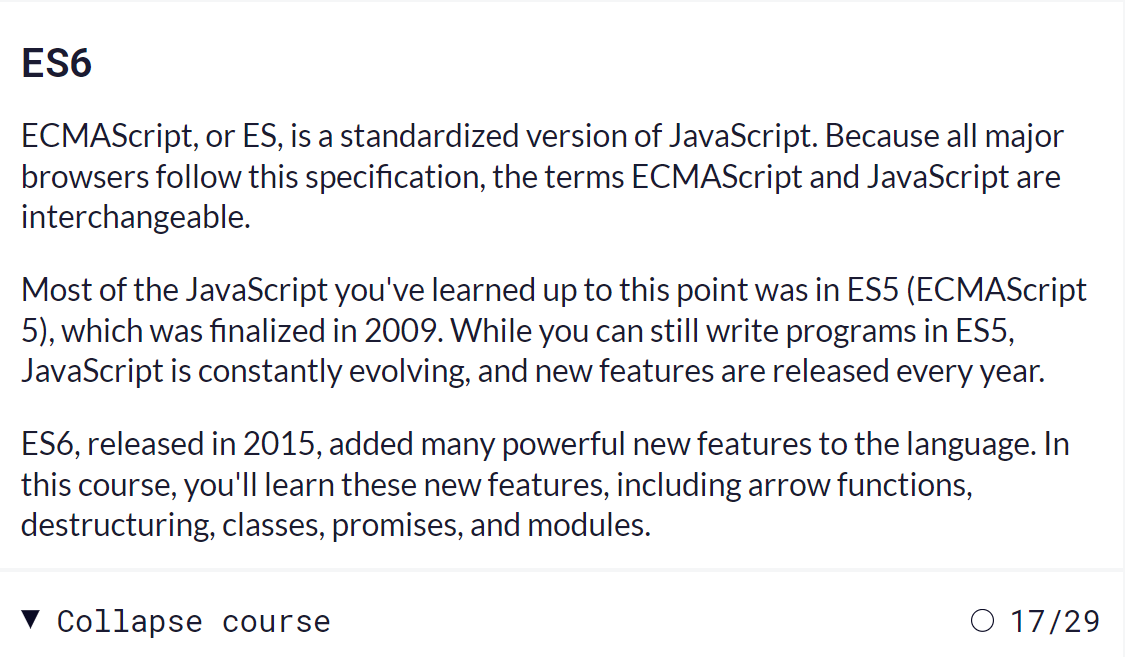 ES6
ECMAScript, or ES, is a standardized version of JavaScript. Because all major
browsers follow this specification, the terms ECMAScript and JavaScript are
interchangeable.
Most of the JavaScript you've learned up to this point was in ES5 (ECMAScript
5), which was finalized in 2009. While you can still write programs in ES5,
JavaScript is constantly evolving, and new features are released every year.
ES6, released in 2015, added many powerful new features to the language. In
this course, you'll learn these new features, including arrow functions,
destructuring, classes, promises, and modules.
Collapse course 17/29